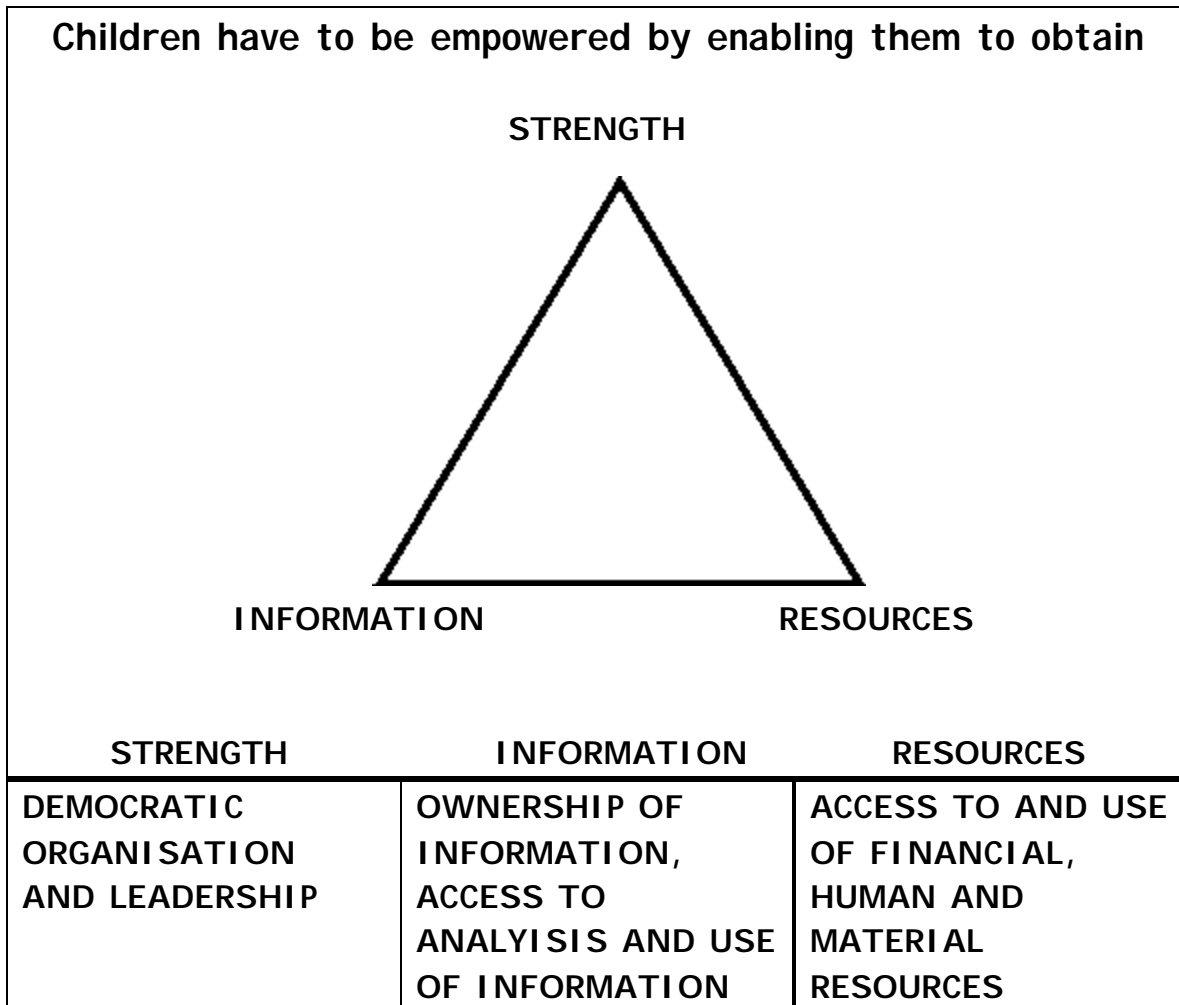 Children have to be empowered by enabling them to obtain
STRENGTH
INFORMATION
RESOURCES
STRENGTH
INFORMATION
RESOURCES
DEMOCRATIC
ORGANISATION
AND LEADERSHIP
OWNERSHIP OF
INFORMATION,
ACCESS TO
ANALYISIS AND USE
OF INFORMATION
ACCESS TO AND USE
OF FINANCIAL,
HUMAN AND
MATERIAL
RESOURCES